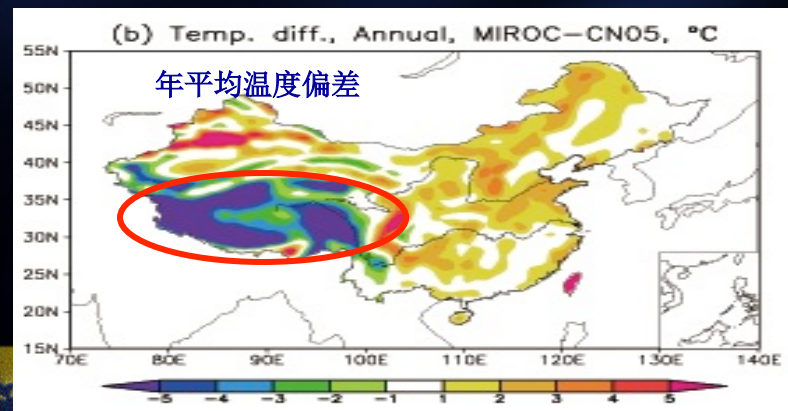 (b) Temp. diff., Annual, MIROC-CN05, °C
年平均温度偏差
55N
50N
45N
40N
35N
30N
25N
20N
15N
70E 80E 90E 100E 110E 120E 130E 140E
-5 -4 -3 -2 -1 1 2 3 4 5